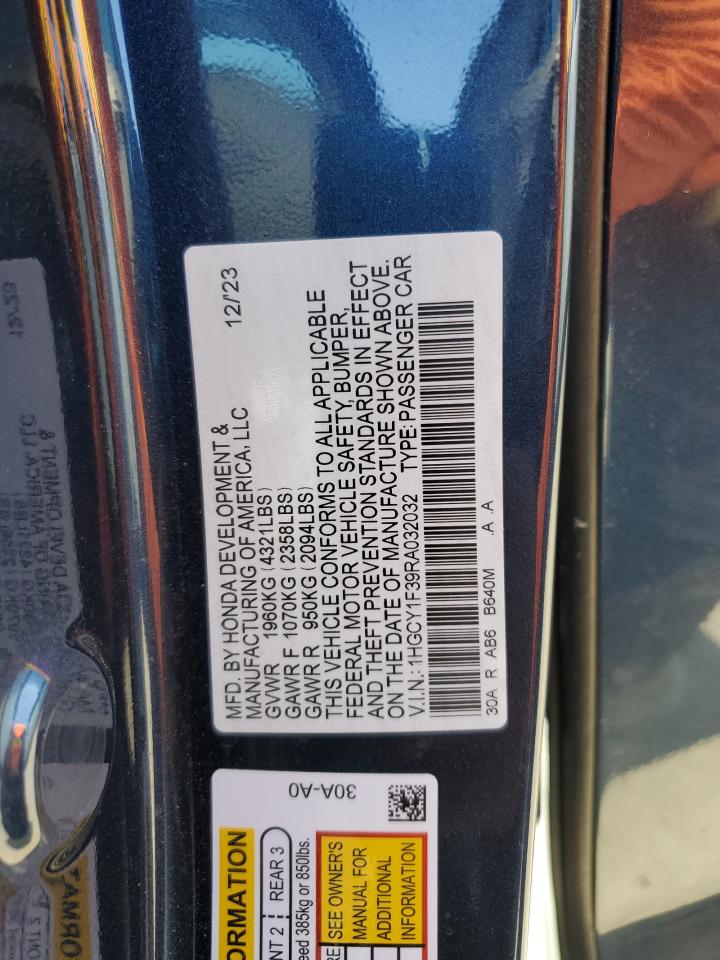 MFD. BY HONDA DEVELOPMENT &
MANUFACTURING OF AMERICA, LLC 12/'23
GVWR 1960KG (4321LBS)
GAWR F 1070KG (2358LBS)
GAWR R 950KG (2094LBS)
THIS VEHICLE CONFORMS TO ALL APPLICABLE
FEDERAL MOTOR VEHICLE SAFETY, BUMPER,
AND THEFT PREVENTION STANDARDS IN EFFECT
ON THE DATE OF MANUFACTURE SHOWN ABOVE.
V.I.N.: 1HGCY1F39RA032032 TYPE: PASSENGER CAR
30A R AB6 B640M .A .A
30A-A0
ORMATION
NT 2 REAR 3
eed 385kg or 850lbs.
RE SEE OWNER'S
MANUAL FOR
ADDITIONAL
INFORMATION